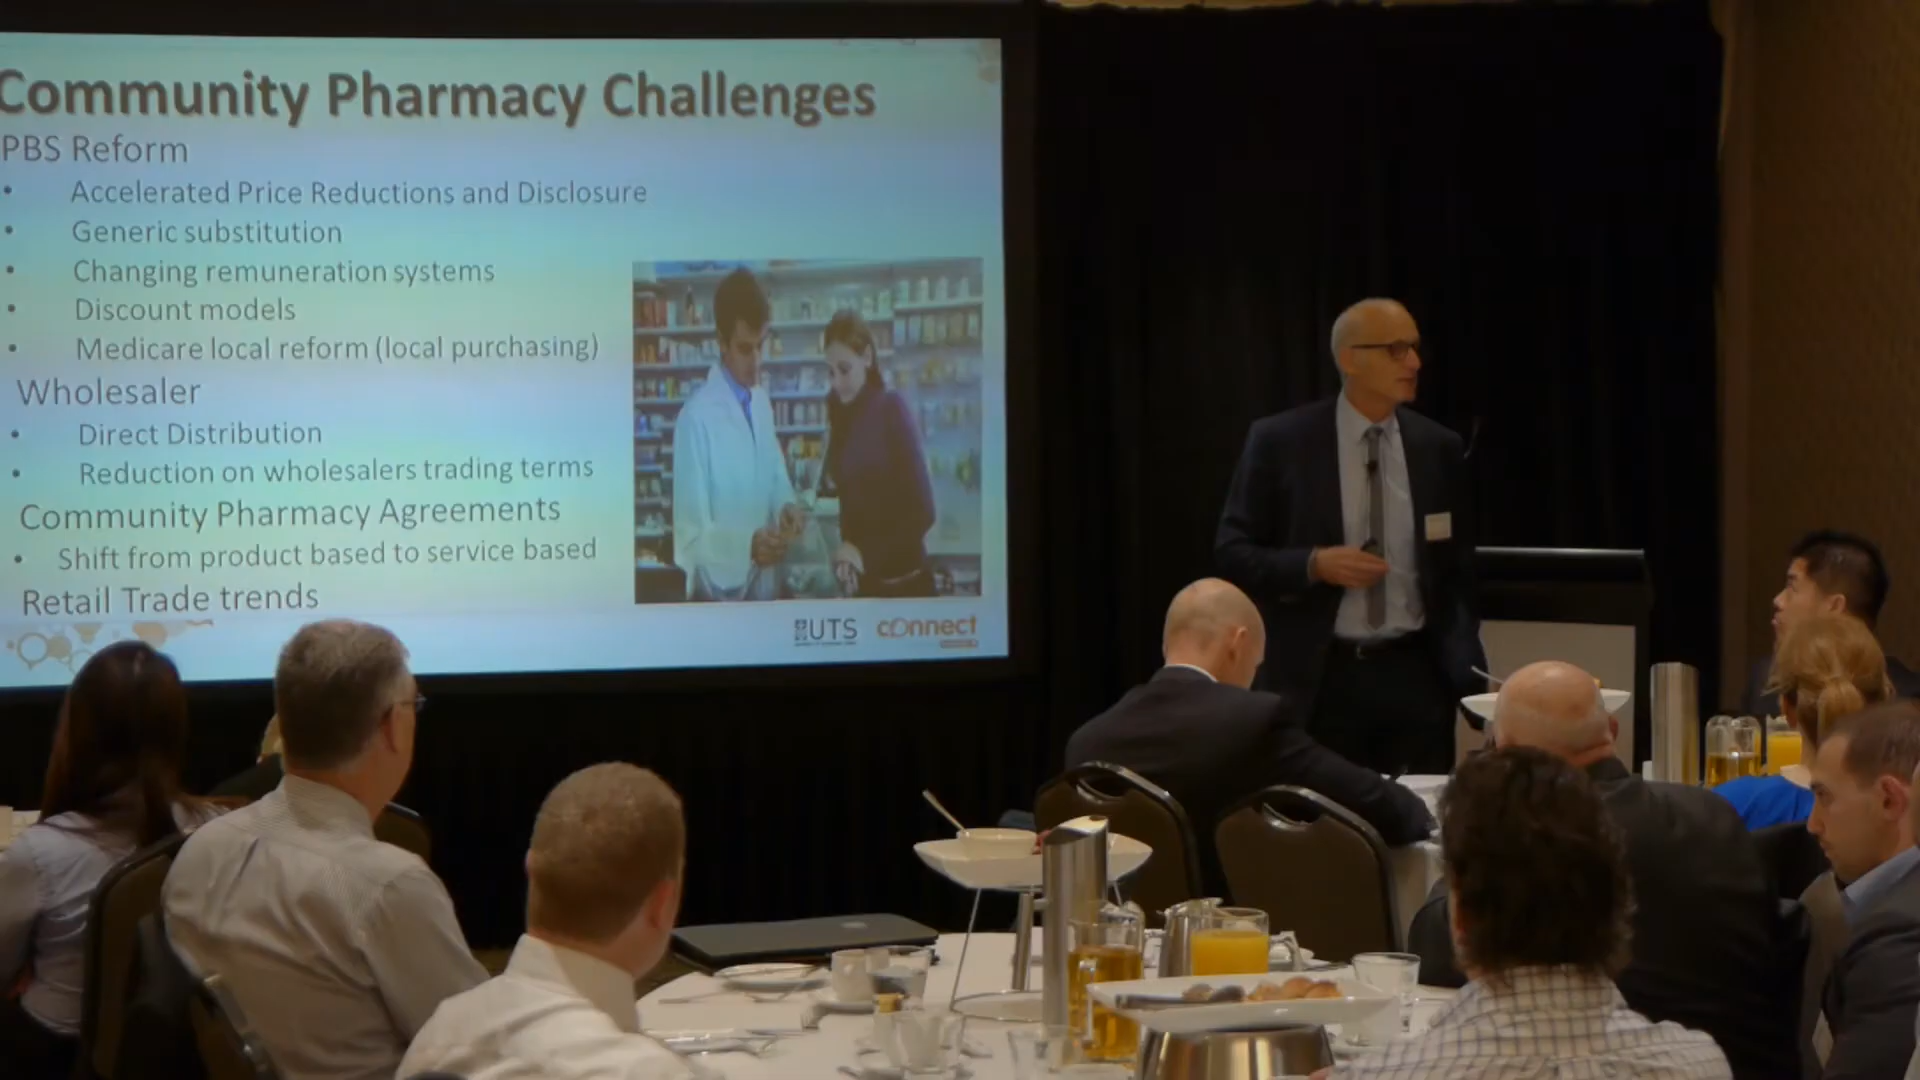 Community Pharmacy Challenges
PBS Reform
• Accelerated Price Reductions and Disclosure
• Generic substitution
• Changing remuneration systems
• Discount models
• Medicare local reform (local purchasing)
Wholesaler
• Direct Distribution
• Reduction on wholesalers trading terms
Community Pharmacy Agreements
• Shift from product based to service based
Retail Trade trends
UTS connect